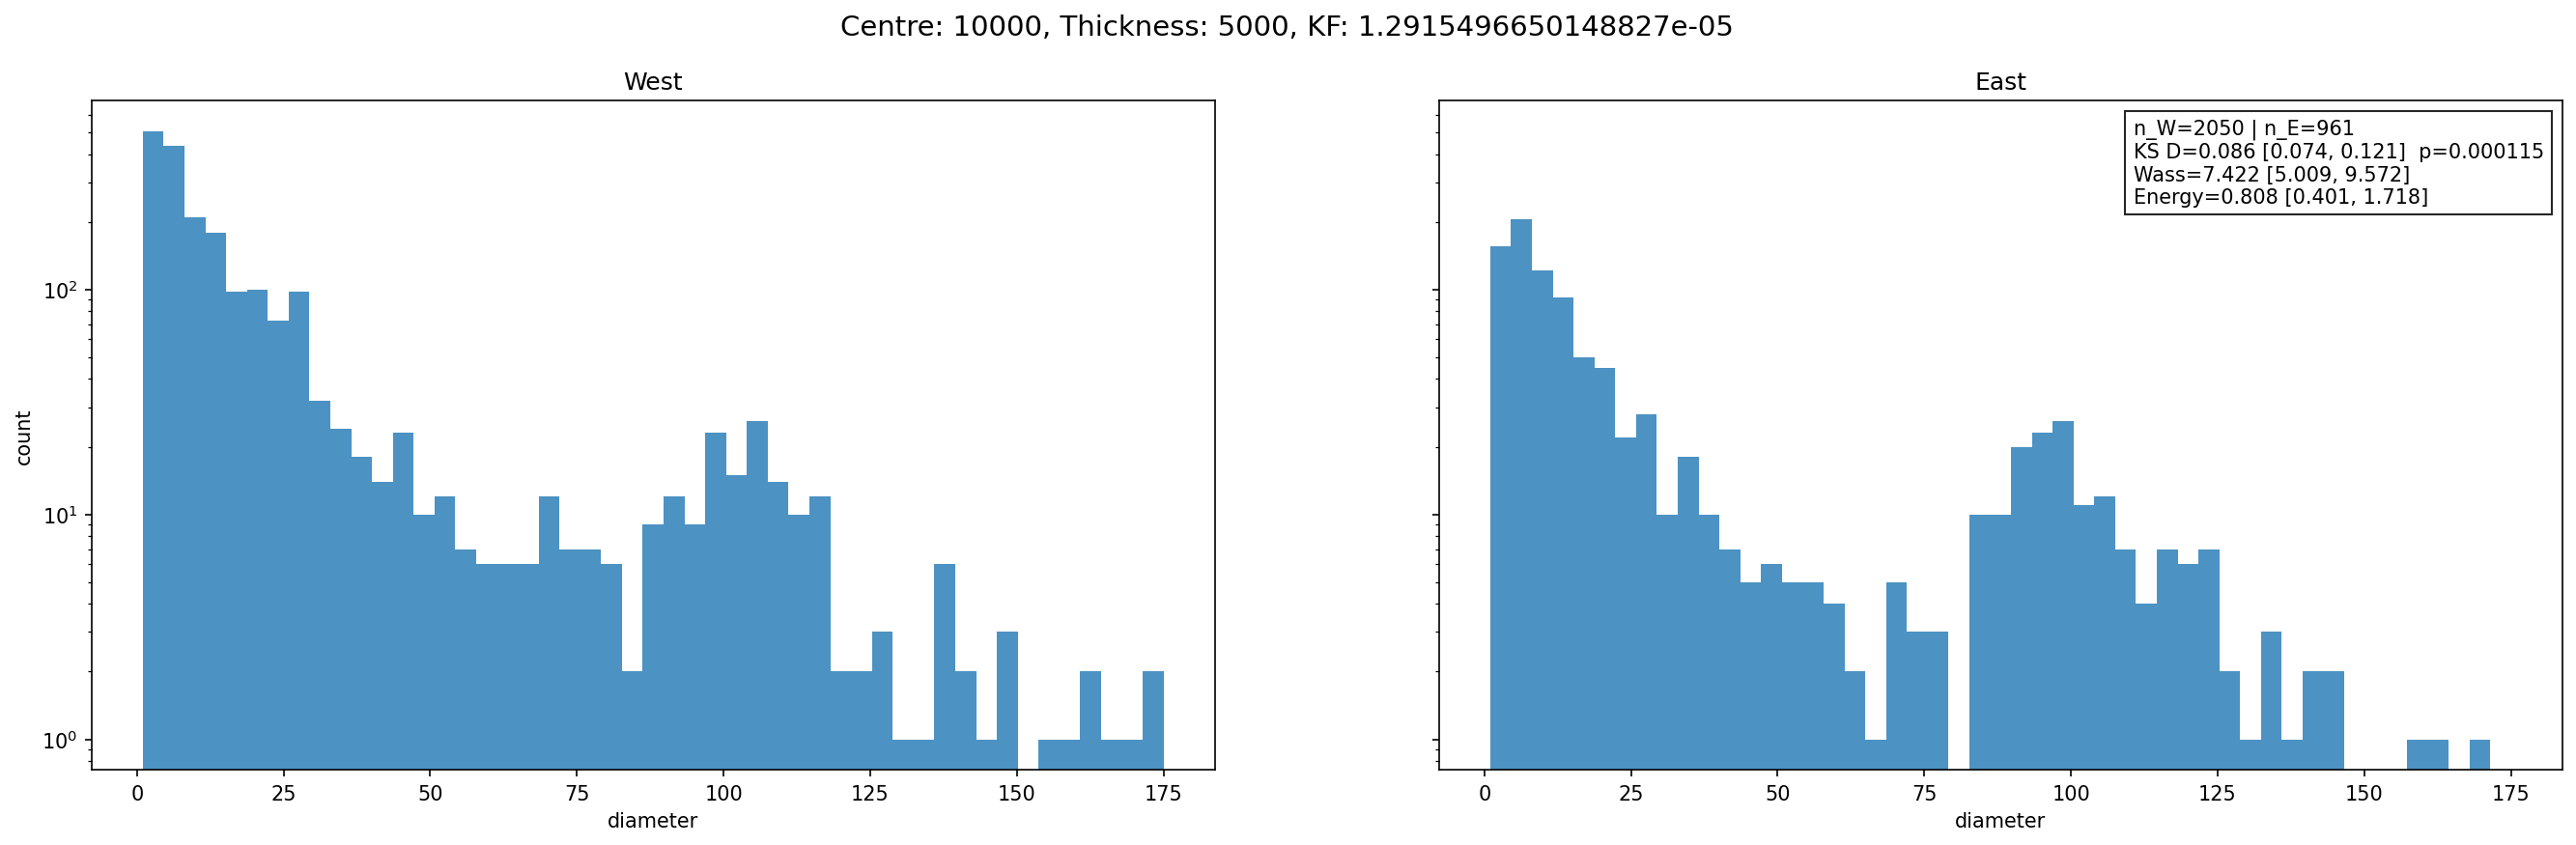 Centre: 10000, Thickness: 5000, KF: 1.2915496650148827e-05
West
count
10²
10¹
10⁰
0 25 50 75 100 125 150 175
diameter
East
n_W=2050 | n_E=961
KS D=0.086 [0.074, 0.121]  p=0.000115
Wass=7.422 [5.009, 9.572]
Energy=0.808 [0.401, 1.718]
0 25 50 75 100 125 150 175
diameter